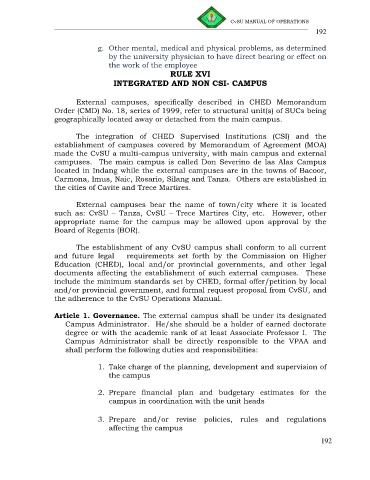 CvSU MANUAL OF OPERATIONS
192
g. Other mental, medical and physical problems, as determined
by the university physician to have direct bearing or effect on
the work of the employee
RULE XVI
INTEGRATED AND NON CSI- CAMPUS
External campuses, specifically described in CHED Memorandum
Order (CMD) No. 18, series of 1999, refer to structural unit(s) of SUCs being
geographically located away or detached from the main campus.
The integration of CHED Supervised Institutions (CSI) and the
establishment of campuses covered by Memorandum of Agreement (MOA)
made the CvSU a multi-campus university, with main campus and external
campuses. The main campus is called Don Severino de las Alas Campus
located in Indang while the external campuses are in the towns of Bacoor,
Carmona, Imus, Naic, Rosario, Silang and Tanza. Others are established in
the cities of Cavite and Trece Martires.
External campuses bear the name of town/city where it is located
such as: CvSU – Tanza, CvSU – Trece Martires City, etc. However, other
appropriate name for the campus may be allowed upon approval by the
Board of Regents (BOR).
The establishment of any CvSU campus shall conform to all current
and future legal requirements set forth by the Commission on Higher
Education (CHED), local and/or provincial governments, and other legal
documents affecting the establishment of such external campuses. These
include the minimum standards set by CHED, formal offer/petition by local
and/or provincial government, and formal request proposal from CvSU, and
the adherence to the CvSU Operations Manual.
Article 1. Governance. The external campus shall be under its designated
Campus Administrator. He/she should be a holder of earned doctorate
degree or with the academic rank of at least Associate Professor I. The
Campus Administrator shall be directly responsible to the VPAA and
shall perform the following duties and responsibilities:
1. Take charge of the planning, development and supervision of
the campus
2. Prepare financial plan and budgetary estimates for the
campus in coordination with the unit heads
3. Prepare and/or revise policies, rules and regulations
affecting the campus
192